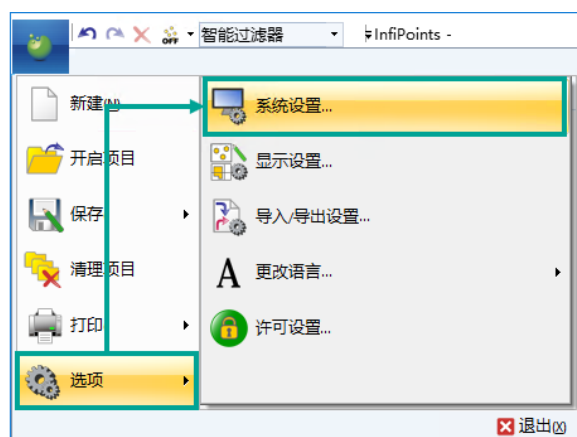 OFF 智能过滤器 InfiPoints -
新建(N)
开启项目
保存
清理项目
打印
选项
系统设置...
显示设置...
导入/导出设置...
A 更改语言...
许可设置...
退出(X)